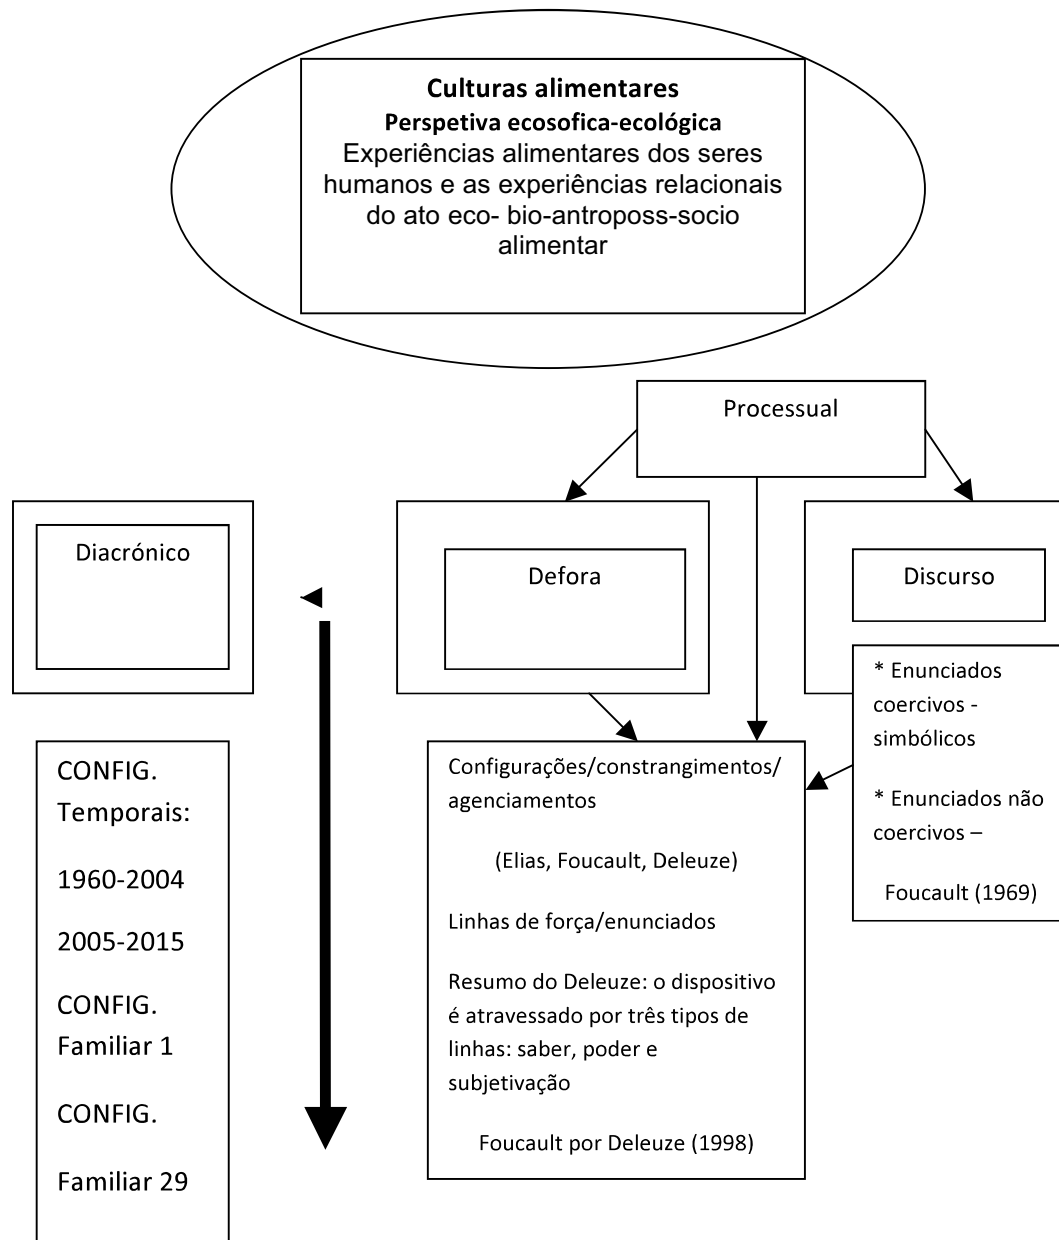 Culturas alimentares
Perspetiva ecosofica-ecológica
Experiências alimentares dos seres
humanos e as experiências relacionais
do ato eco- bio-antroposs-socio
alimentar
Processual
Diacrónico
Defora
Discurso
* Enunciados
coercivos -
simbólicos
* Enunciados não
coercivos –
Foucault (1969)
CONFIG.
Temporais:
1960-2004
2005-2015
CONFIG.
Familiar 1
CONFIG.
Familiar 29
Configurações/constrangimentos/
agenciamentos
(Elias, Foucault, Deleuze)
Linhas de força/enunciados
Resumo do Deleuze: o dispositivo
é atravessado por três tipos de
linhas: saber, poder e
subjetivação
Foucault por Deleuze (1998)